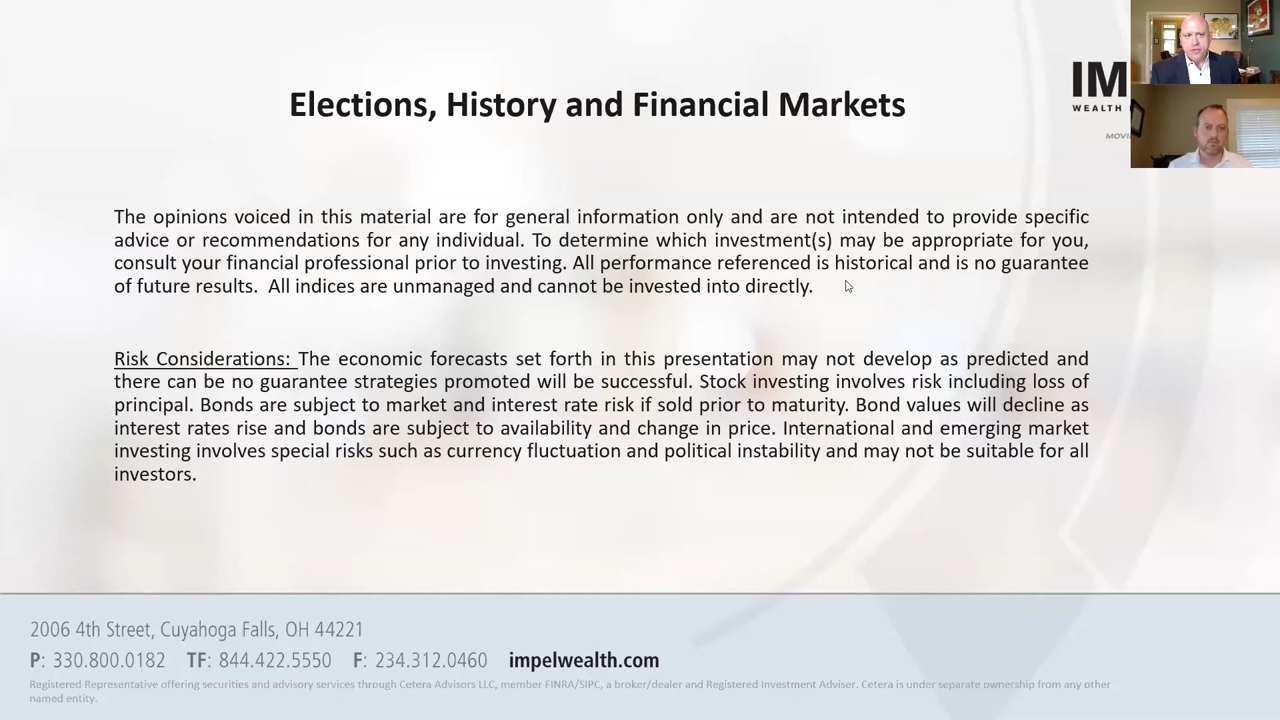 Elections, History and Financial Markets
IM
WEALTH
MOVI
The opinions voiced in this material are for general information only and are not intended to provide specific
advice or recommendations for any individual. To determine which investment(s) may be appropriate for you,
consult your financial professional prior to investing. All performance referenced is historical and is no guarantee
of future results. All indices are unmanaged and cannot be invested into directly.
Risk Considerations: The economic forecasts set forth in this presentation may not develop as predicted and
there can be no guarantee strategies promoted will be successful. Stock investing involves risk including loss of
principal. Bonds are subject to market and interest rate risk if sold prior to maturity. Bond values will decline as
interest rates rise and bonds are subject to availability and change in price. International and emerging market
investing involves special risks such as currency fluctuation and political instability and may not be suitable for all
investors.
2006 4th Street, Cuyahoga Falls, OH 44221
P: 330.800.0182 TF: 844.422.5550 F: 234.312.0460 impelwealth.com
Registered Representative offering securities and advisory services through Cetera Advisors LLC, member FINRA/SIPC, a broker/dealer and Registered Investment Adviser. Cetera is under separate ownership from any other
named entity.